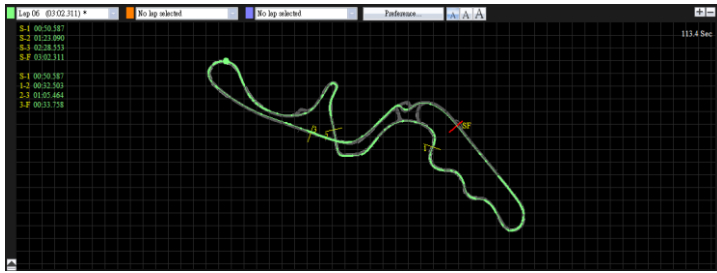 Lap 06 (03:02.311) * No lap selected No lap selected Preference... A A A + -
113.4 Sec
S-1 00:50.587
S-2 01:23.090
S-3 02:28.553
S-F 03:02.311
S-1 00:50.587
1-2 00:32.503
2-3 01:05.464
3-F 00:33.758
SF